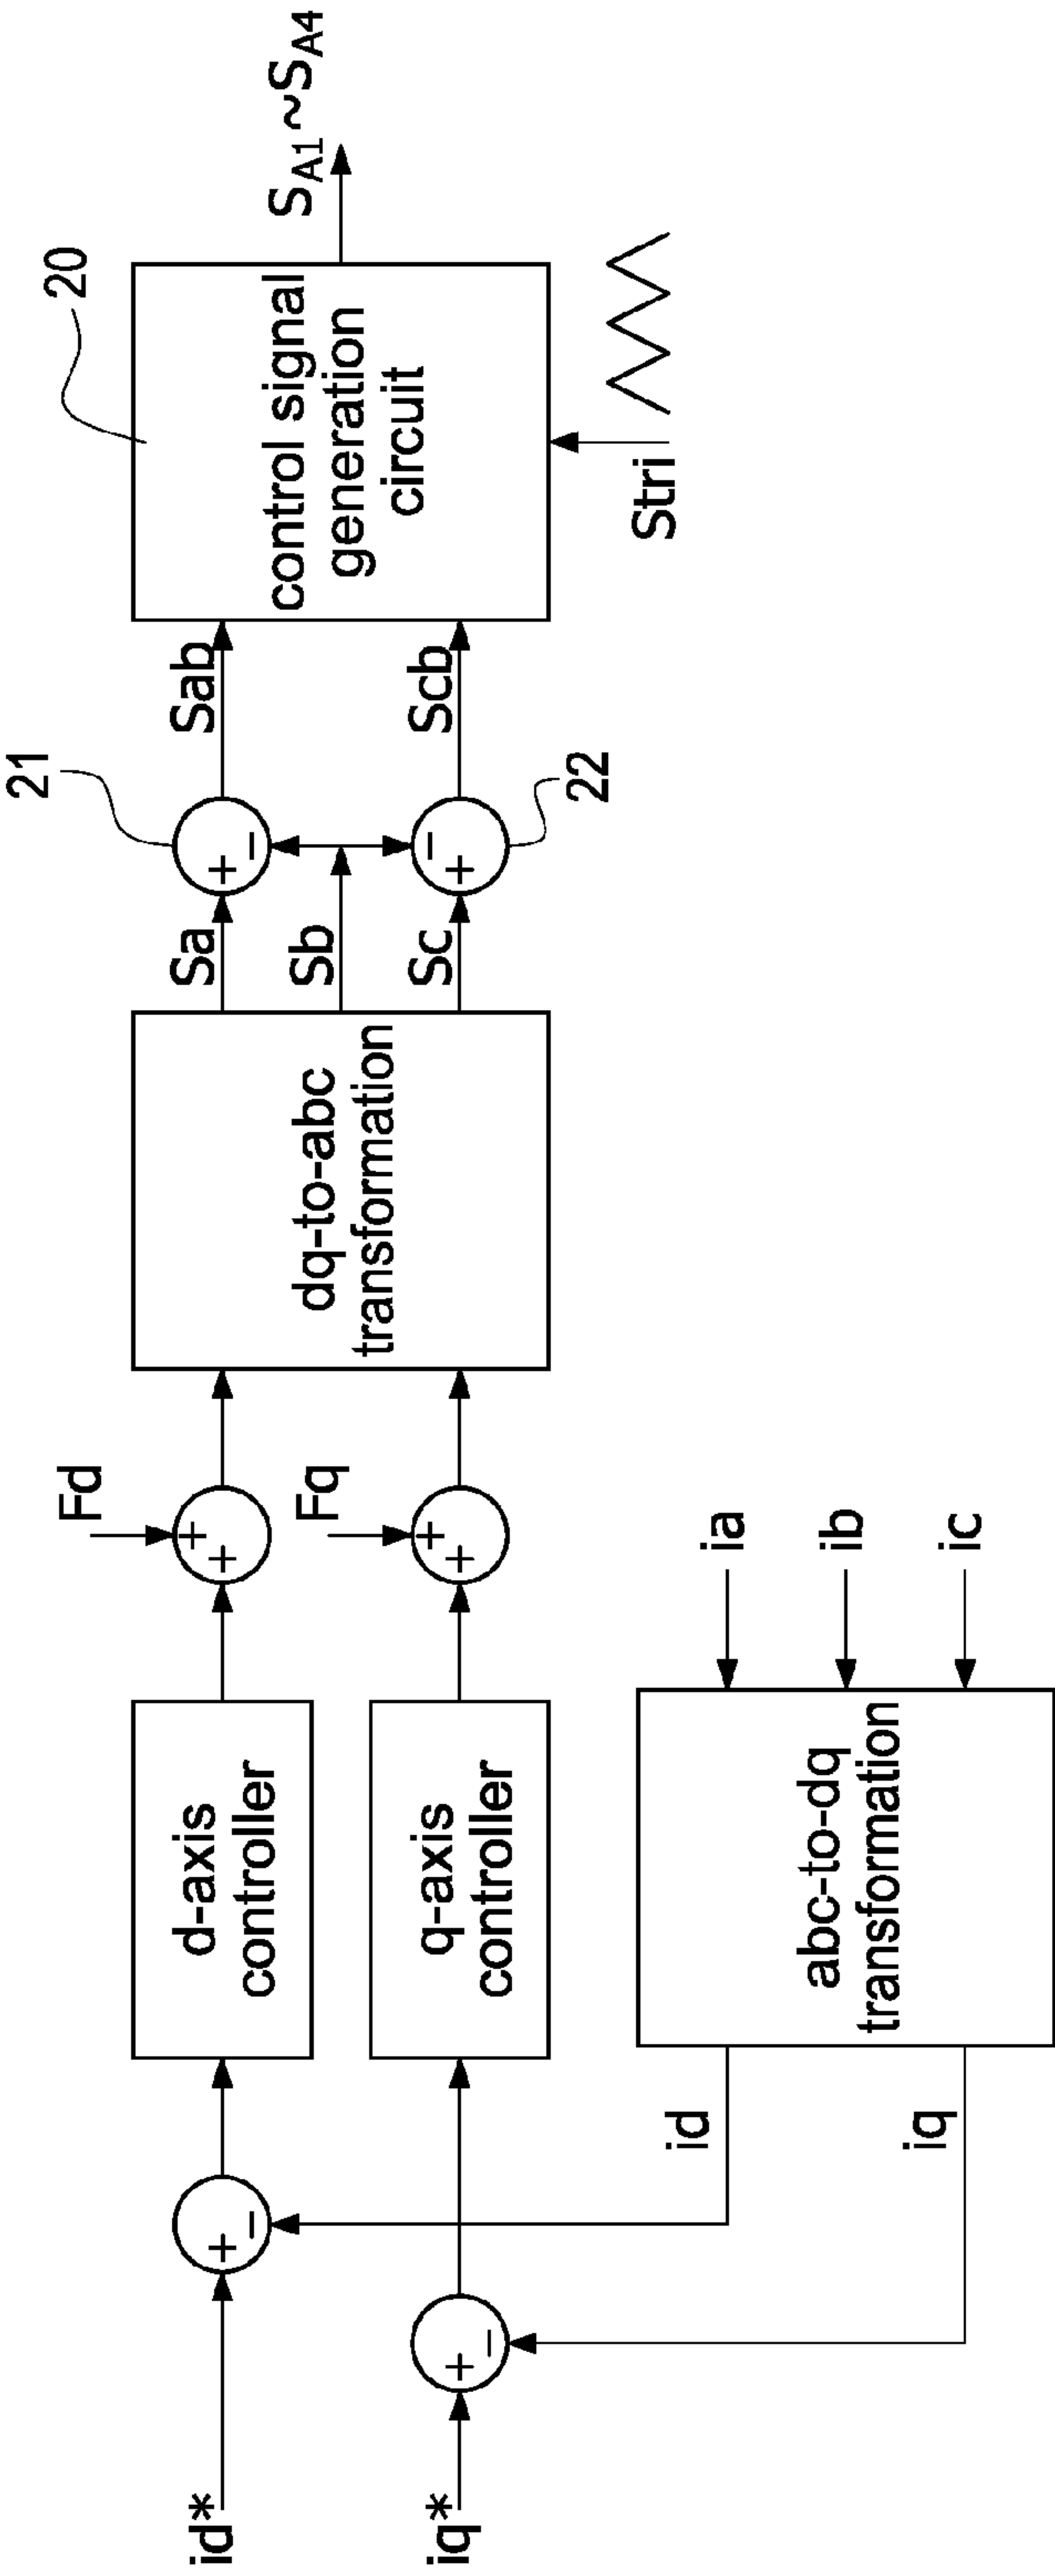 id*
iq*
d-axis
controller
q-axis
controller
abc-to-dq
transformation
id
iq
ia
ib
ic
Fd
Fq
+
-
+
-
+
+
+
+
dq-to-abc
transformation
Sa
Sb
Sc
21
22
+
-
-
+
Sab
Scb
20
control signal
generation
circuit
Stri
SA1~SA4